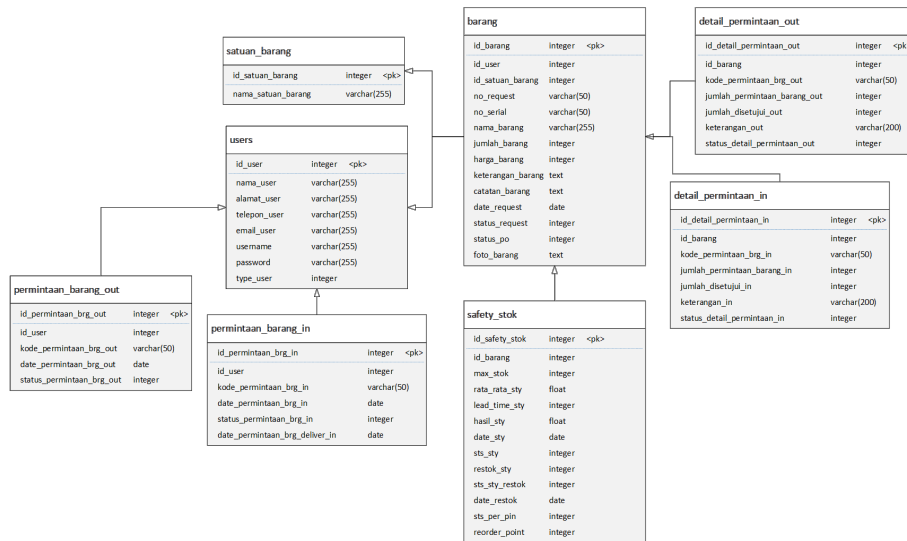 satuan_barang
id_satuan_barang integer <pk>
nama_satuan_barang varchar(255)
users
id_user integer <pk>
nama_user varchar(255)
alamat_user varchar(255)
telepon_user varchar(255)
email_user varchar(255)
username varchar(255)
password varchar(255)
type_user integer
permintaan_barang_out
id_permintaan_brg_out integer <pk>
id_user integer
kode_permintaan_brg_out varchar(50)
date_permintaan_brg_out date
status_permintaan_brg_out integer
permintaan_barang_in
id_permintaan_brg_in integer <pk>
id_user integer
kode_permintaan_brg_in varchar(50)
date_permintaan_brg_in date
status_permintaan_brg_in integer
date_permintaan_brg_deliver_in date
barang
id_barang integer <pk>
id_user integer
id_satuan_barang integer
no_request varchar(50)
no_serial varchar(50)
nama_barang varchar(255)
jumlah_barang integer
harga_barang integer
keterangan_barang text
catatan_barang text
date_request date
status_request integer
status_po integer
foto_barang text
safety_stok
id_safety_stok integer <pk>
id_barang integer
max_stok integer
rata_rata_sty float
lead_time_sty integer
hasil_sty float
date_sty date
sts_sty integer
restok_sty integer
sts_sty_restok integer
date_restok date
sts_per_pin integer
reorder_point integer
detail_permintaan_out
id_detail_permintaan_out integer <pk>
id_barang integer
kode_permintaan_brg_out varchar(50)
jumlah_permintaan_barang_out integer
jumlah_disetujui_out integer
keterangan_out varchar(200)
status_detail_permintaan_out integer
detail_permintaan_in
id_detail_permintaan_in integer <pk>
id_barang integer
kode_permintaan_brg_in varchar(50)
jumlah_permintaan_barang_in integer
jumlah_disetujui_in integer
keterangan_in varchar(200)
status_detail_permintaan_in integer